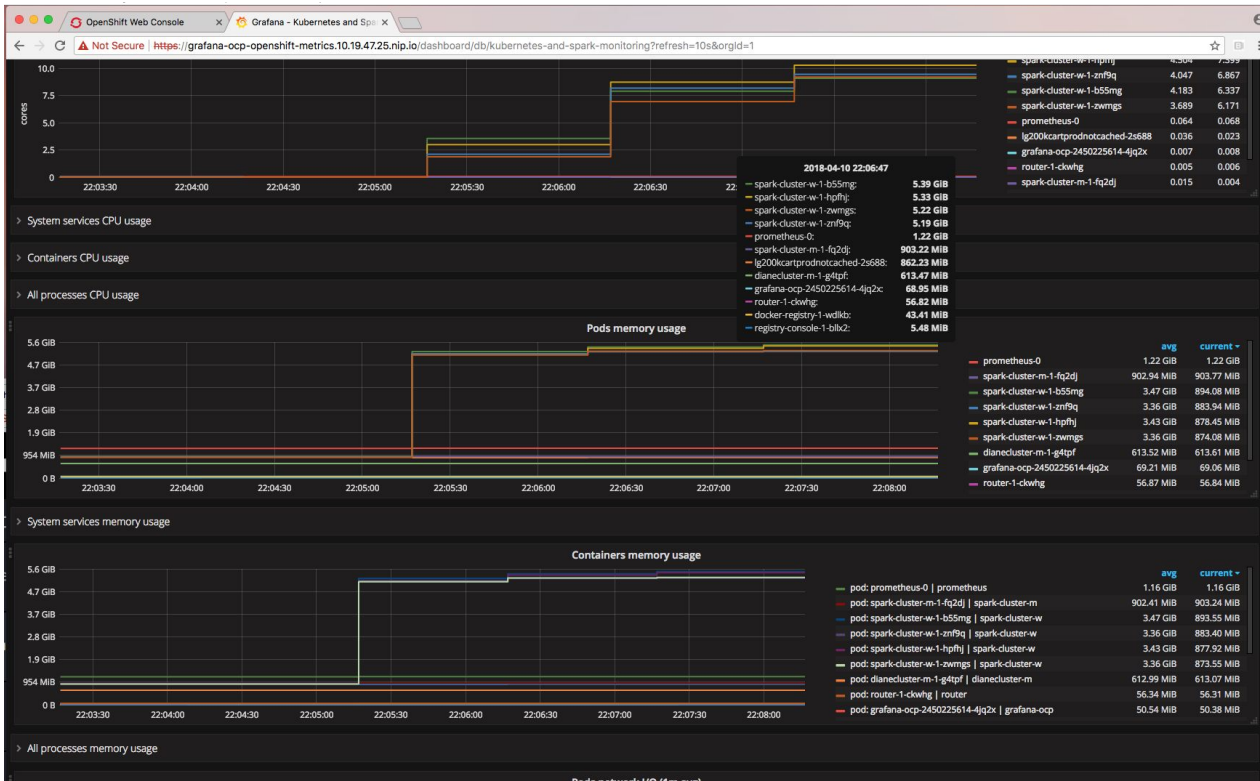 OpenShift Web Console
Grafana - Kubernetes and Spa
Not Secure | https://grafana-ocp-openshift-metrics.10.19.47.25.nip.io/dashboard/db/kubernetes-and-spark-monitoring?refresh=10s&orgId=1
cores
10.0
7.5
5.0
2.5
0
22:03:30 22:04:00 22:04:30 22:05:00 22:05:30 22:06:00 22:06:30 22:
spark-cluster-w-1-hpfhj 4.304 7.399
spark-cluster-w-1-znf9q 4.047 6.867
spark-cluster-w-1-b55mg 4.183 6.337
spark-cluster-w-1-zwmgs 3.689 6.171
prometheus-0 0.064 0.068
lg200kcartprodnotcached-2s688 0.036 0.023
grafana-ocp-2450225614-4jq2x 0.007 0.008
router-1-ckwhg 0.005 0.006
spark-cluster-m-1-fq2dj 0.015 0.004
2018-04-10 22:06:47
spark-cluster-w-1-b55mg: 5.39 GiB
spark-cluster-w-1-hpfhj: 5.33 GiB
spark-cluster-w-1-zwmgs: 5.22 GiB
spark-cluster-w-1-znf9q: 5.19 GiB
prometheus-0: 1.22 GiB
spark-cluster-m-1-fq2dj: 903.22 MiB
lg200kcartprodnotcached-2s688: 862.23 MiB
dianecluster-m-1-g4tpf: 613.47 MiB
grafana-ocp-2450225614-4jq2x: 68.95 MiB
router-1-ckwhg: 56.82 MiB
docker-registry-1-wdlkb: 43.41 MiB
registry-console-1-bllx2: 5.48 MiB
> System services CPU usage
> Containers CPU usage
> All processes CPU usage
Pods memory usage
5.6 GiB
4.7 GiB
3.7 GiB
2.8 GiB
1.9 GiB
954 MiB
0 B
22:03:30 22:04:00 22:04:30 22:05:00 22:05:30 22:06:00 22:06:30 22:07:00 22:07:30 22:08:00
avg current
prometheus-0 1.22 GiB 1.22 GiB
spark-cluster-m-1-fq2dj 902.94 MiB 903.77 MiB
spark-cluster-w-1-b55mg 3.47 GiB 894.08 MiB
spark-cluster-w-1-znf9q 3.36 GiB 883.94 MiB
spark-cluster-w-1-hpfhj 3.43 GiB 878.45 MiB
spark-cluster-w-1-zwmgs 3.36 GiB 874.08 MiB
dianecluster-m-1-g4tpf 613.52 MiB 613.61 MiB
grafana-ocp-2450225614-4jq2x 69.21 MiB 69.06 MiB
router-1-ckwhg 56.87 MiB 56.84 MiB
> System services memory usage
Containers memory usage
5.6 GiB
4.7 GiB
3.7 GiB
2.8 GiB
1.9 GiB
954 MiB
0 B
22:03:30 22:04:00 22:04:30 22:05:00 22:05:30 22:06:00 22:06:30 22:07:00 22:07:30 22:08:00
avg current
pod: prometheus-0 | prometheus 1.16 GiB 1.16 GiB
pod: spark-cluster-m-1-fq2dj | spark-cluster-m 902.41 MiB 903.24 MiB
pod: spark-cluster-w-1-b55mg | spark-cluster-w 3.47 GiB 893.55 MiB
pod: spark-cluster-w-1-znf9q | spark-cluster-w 3.36 GiB 883.40 MiB
pod: spark-cluster-w-1-hpfhj | spark-cluster-w 3.43 GiB 877.92 MiB
pod: spark-cluster-w-1-zwmgs | spark-cluster-w 3.36 GiB 873.55 MiB
pod: dianecluster-m-1-g4tpf | dianecluster-m 612.99 MiB 613.07 MiB
pod: router-1-ckwhg | router 56.34 MiB 56.31 MiB
pod: grafana-ocp-2450225614-4jq2x | grafana-ocp 50.54 MiB 50.38 MiB
> All processes memory usage
Pods network I/O (1m avg)